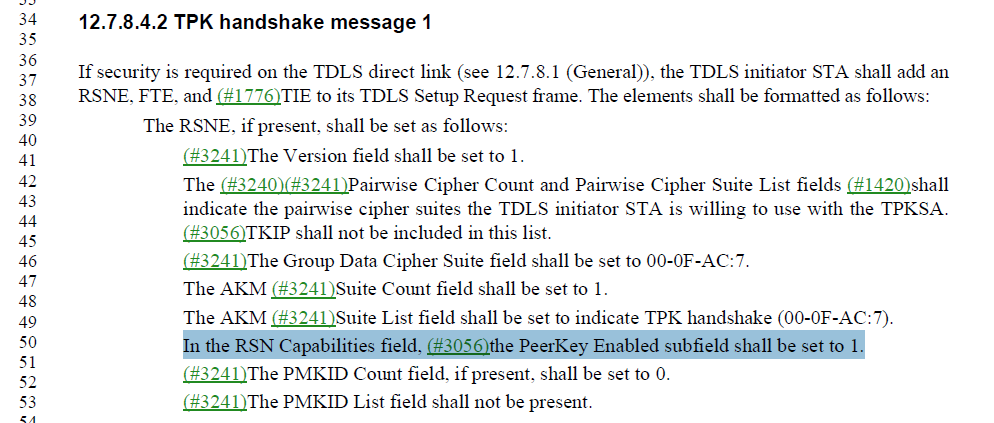 33
34 12.7.8.4.2 TPK handshake message 1
35
36
37 If security is required on the TDLS direct link (see 12.7.8.1 (General)), the TDLS initiator STA shall add an
38 RSNE, FTE, and (#1776)TIE to its TDLS Setup Request frame. The elements shall be formatted as follows:
39 The RSNE, if present, shall be set as follows:
40
41 (#3241)The Version field shall be set to 1.
42 The (#3240)(#3241)Pairwise Cipher Count and Pairwise Cipher Suite List fields (#1420)shall
43 indicate the pairwise cipher suites the TDLS initiator STA is willing to use with the TPKSA.
44 (#3056)TKIP shall not be included in this list.
45
46 (#3241)The Group Data Cipher Suite field shall be set to 00-0F-AC:7.
47 The AKM (#3241)Suite Count field shall be set to 1.
48
49 The AKM (#3241)Suite List field shall be set to indicate TPK handshake (00-0F-AC:7).
50 In the RSN Capabilities field, (#3056)the PeerKey Enabled subfield shall be set to 1.
51
52 (#3241)The PMKID Count field, if present, shall be set to 0.
53 (#3241)The PMKID List field shall not be present.
54